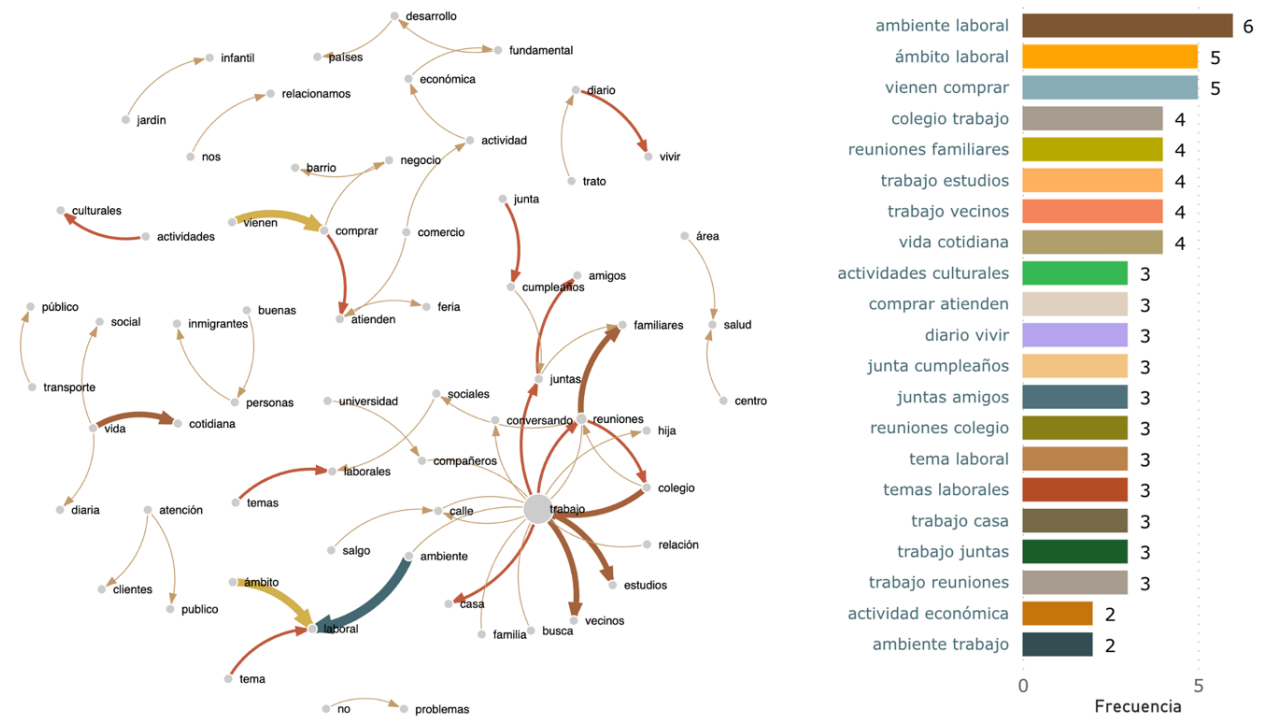 desarrollo
fundamental
infantil
países
económica
relacionamos
diario
jardín
actividad
nos
negocio
vivir
barrio
trato
junta
culturales
vienen
comprar
comercio
actividades
área
amigos
cumpleaños
público
buenas
feria
social
inmigrantes
atienden
familiares
salud
juntas
transporte
sociales
personas
universidad
centro
vida
cotidiana
conversando
reuniones
hija
compañeros
laborales
colegio
temas
diaria
atención
calle
trabajo
salgo
ambiente
relación
clientes
ámbito
estudios
publico
casa
vecinos
laboral
familia
busca
tema
no
problemas
ambiente laboral 6
ámbito laboral 5
vienen comprar 5
colegio trabajo 4
reuniones familiares 4
trabajo estudios 4
trabajo vecinos 4
vida cotidiana 4
actividades culturales 3
comprar atienden 3
diario vivir 3
junta cumpleaños 3
juntas amigos 3
reuniones colegio 3
tema laboral 3
temas laborales 3
trabajo casa 3
trabajo juntas 3
trabajo reuniones 3
actividad económica 2
ambiente trabajo 2
0 5
Frecuencia